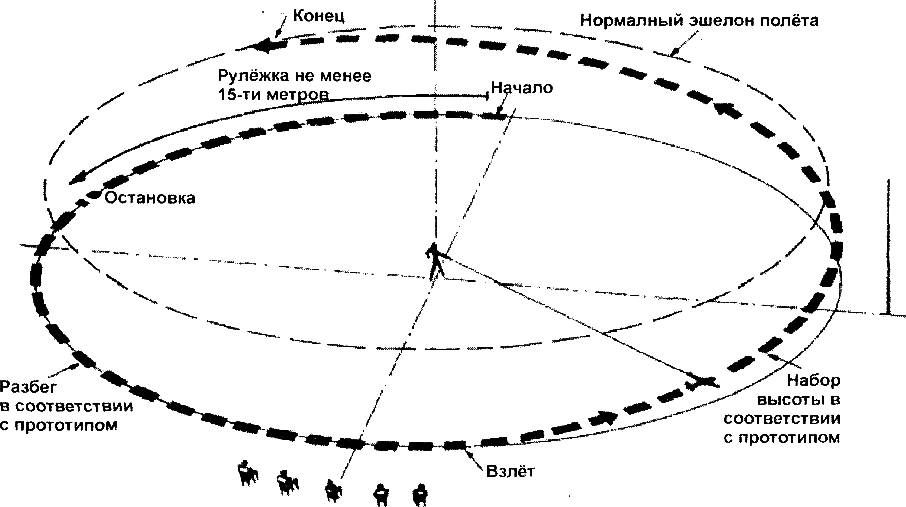 Конец
Нормалный эшелон полёта
Рулёжка не менее
15-ти метров
Начало
Остановка
Разбег
в соответствии
с прототипом
Набор
высоты в
соответствии
с прототипом
Взлёт